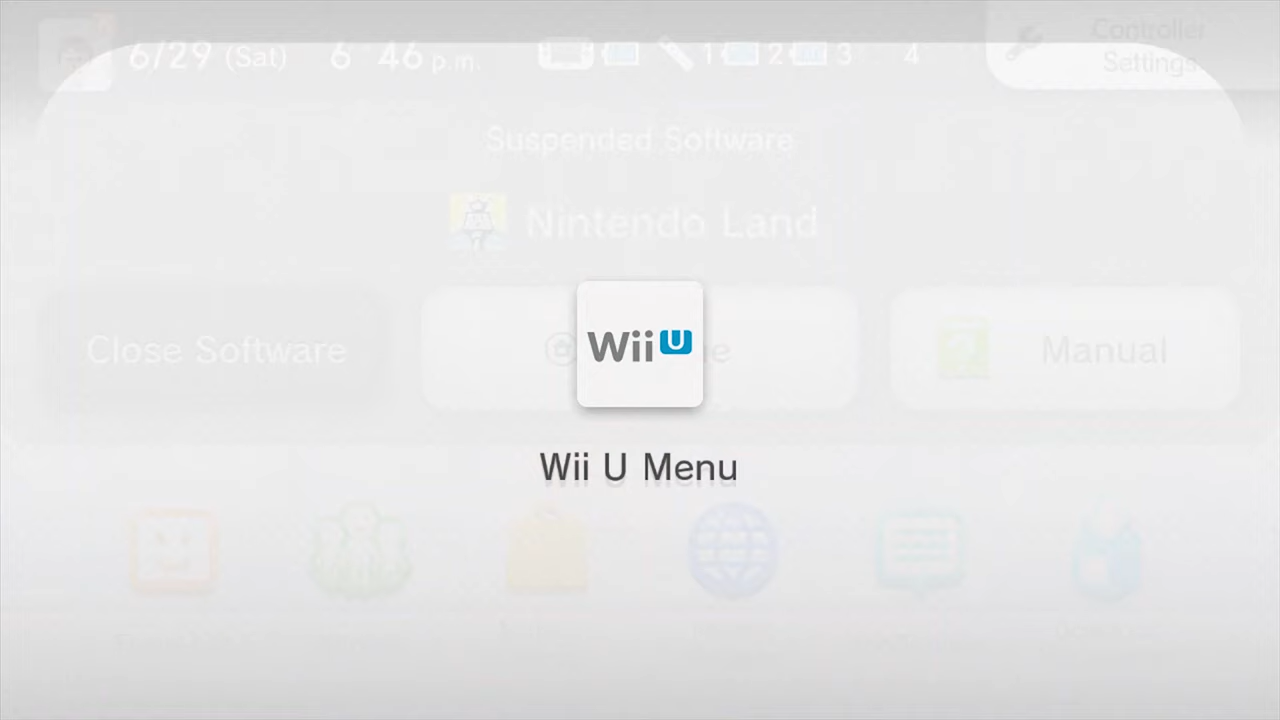 6/29 (Sat) 6 46 p.m. 1 2 3 4
Controller
Settings
Suspended Software
Nintendo Land
Close Software
Manual
Wii U
Wii U Menu